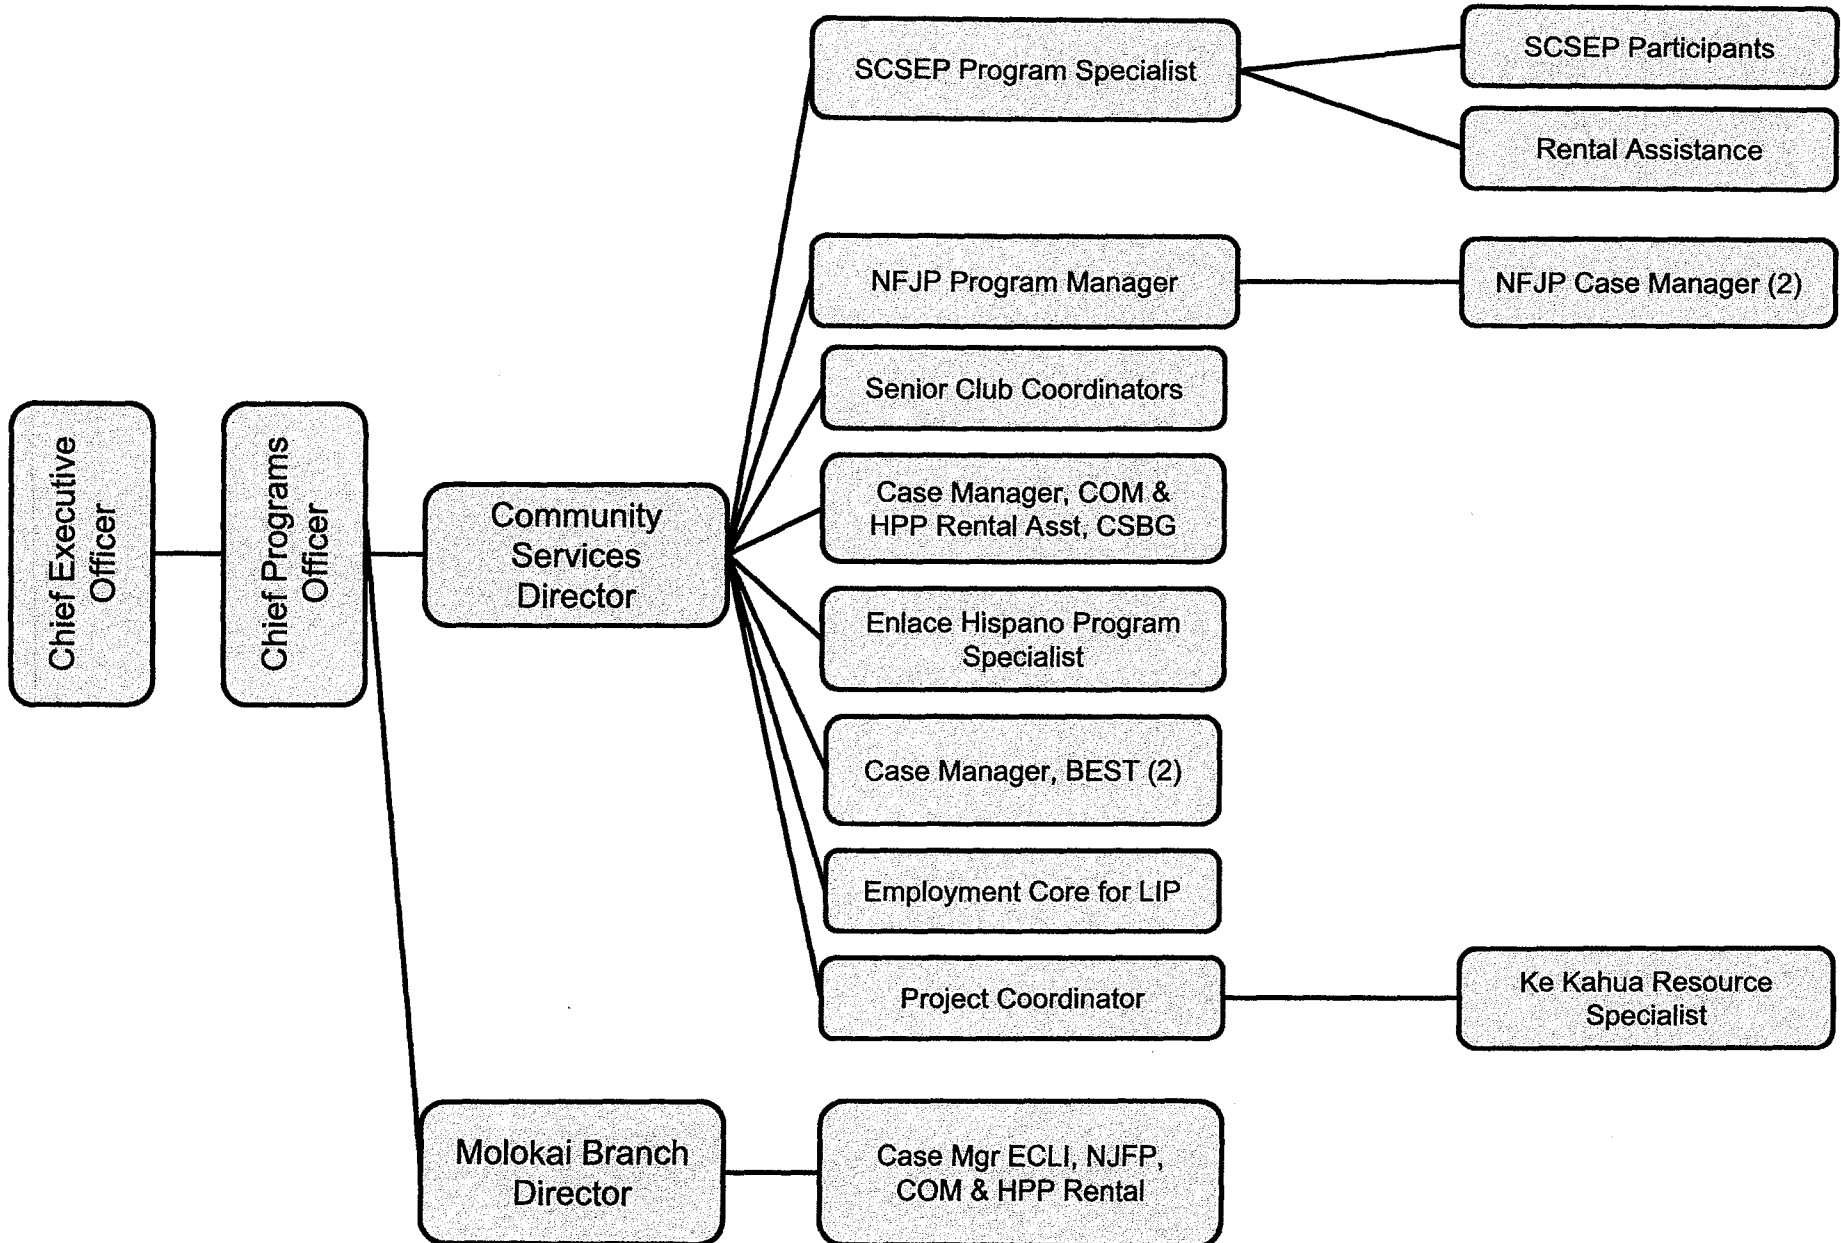 Chief Executive
Officer
Chief Programs
Officer
Community
Services
Director
SCSEP Program Specialist
SCSEP Participants
Rental Assistance
NFJP Program Manager
NFJP Case Manager (2)
Senior Club Coordinators
Case Manager, COM &
HPP Rental Asst, CSBG
Enlace Hispano Program
Specialist
Case Manager, BEST (2)
Employment Core for LIP
Project Coordinator
Ke Kahua Resource
Specialist
Molokai Branch
Director
Case Mgr ECLI, NJFP,
COM & HPP Rental